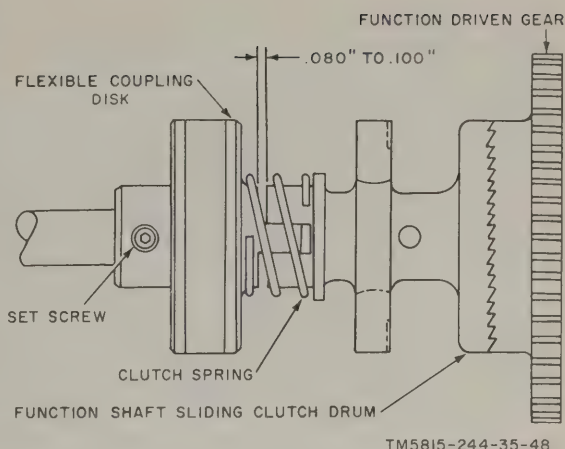 FUNCTION DRIVEN GEAR
.080" TO .100"
FLEXIBLE COUPLING
DISK
SET SCREW
CLUTCH SPRING
FUNCTION SHAFT SLIDING CLUTCH DRUM
TM5815-244-35-48